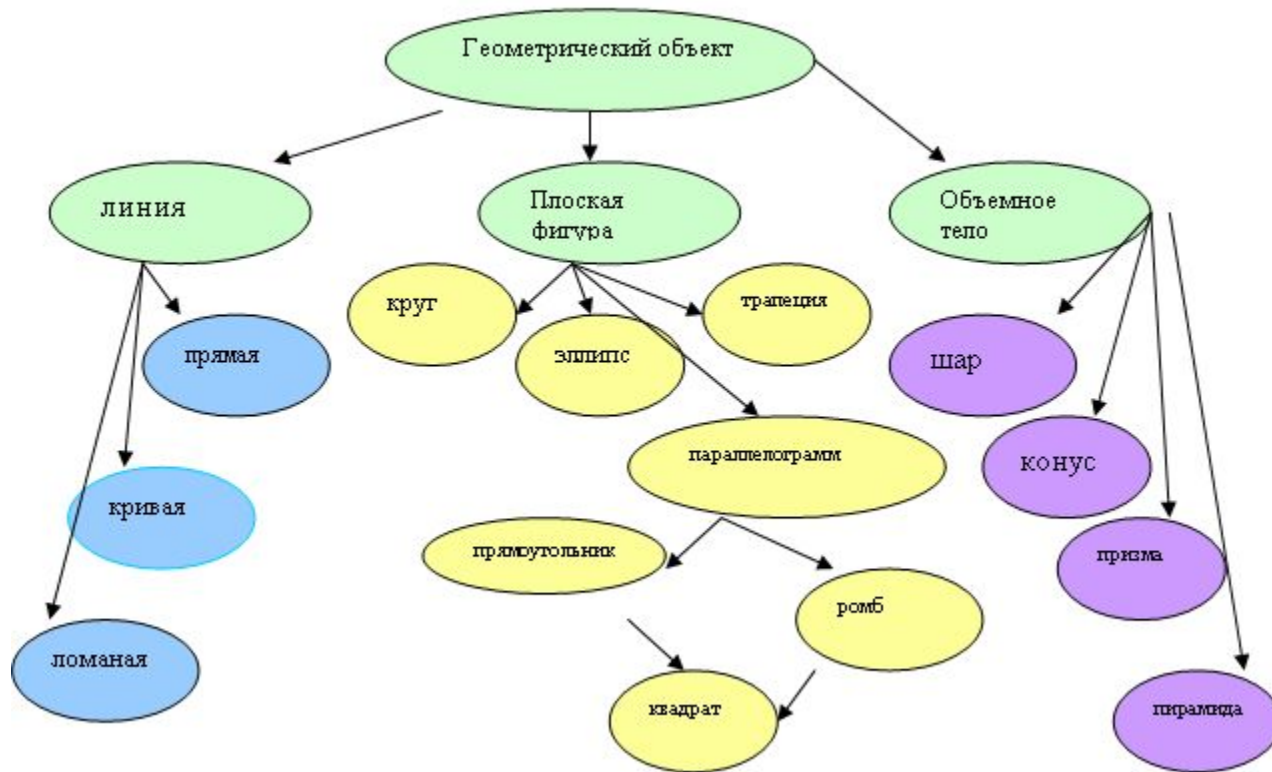 Геометрический объект
линия
Плоская
фигура
Объемное
тело
круг
трапеция
прямая
эллипс
шар
параллелограмм
конус
кривая
прямоугольник
призма
ромб
ломаная
квадрат
пирамида